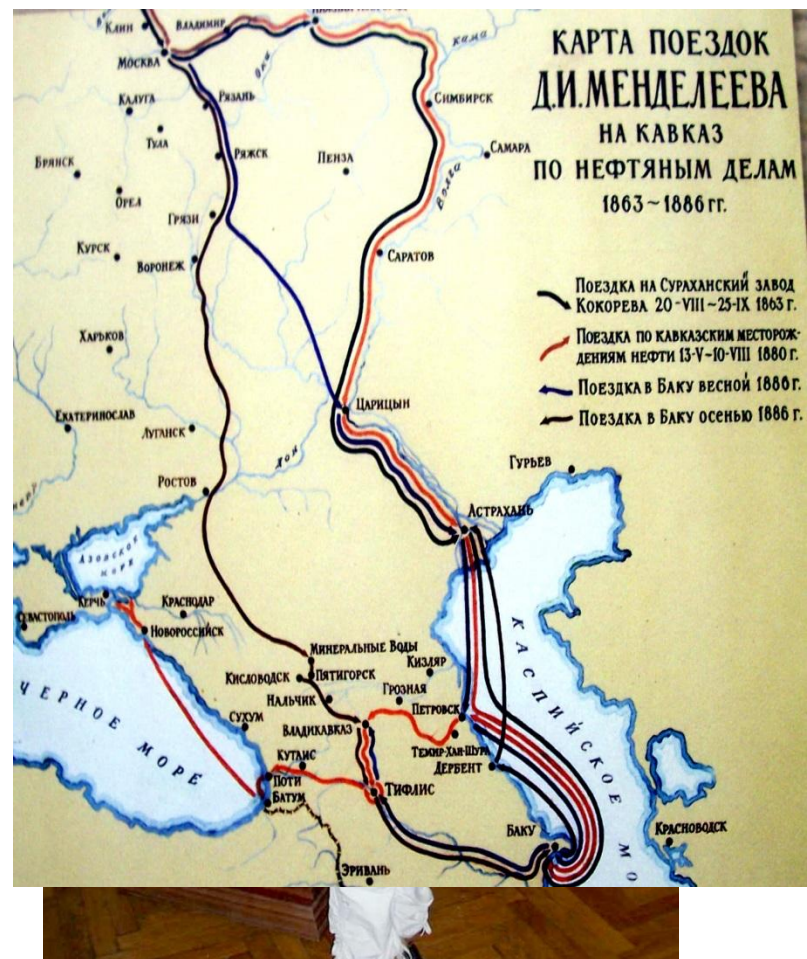 КАРТА ПОЕЗДОК
Д.И.МЕНДЕЛЕЕВА
НА КАВКАЗ
ПО НЕФТЯНЫМ ДЕЛАМ
1863~1886 гг.
Поездка на Сураханский завод
Кокорева 20-VIII~25-IX 1863 г.
Поездка по кавказским месторож-
дениям нефти 13-V~10-VIII 1880 г.
Поездка в Баку весной 1886 г.
Поездка в Баку осенью 1886 г.
Клин
Владимир
Москва
Ока
Кама
Калуга
Рязань
Симбирск
Тула
Ряжск
Пенза
Самара
Брянск
Орел
Волга
Грязи
Курск
Воронеж
Саратов
Харьков
Царицын
Екатеринослав
Луганск
Дон
Гурьев
Ростов
Астрахань
АЗОВСКОЕ
МОРЕ
Керчь
Краснодар
Новороссийск
Минеральные Воды
Кисловодск
Пятигорск
Кизляр
Нальчик
Грозная
Петровск
Сухум
Владикавказ
Темир-Хан-Шура
Дербент
ЧЕРНОЕ МОРЕ
КАСПИЙСКОЕ МО
Кутаис
Поти
Батум
Тифлис
Баку
Красноводск
Эривань